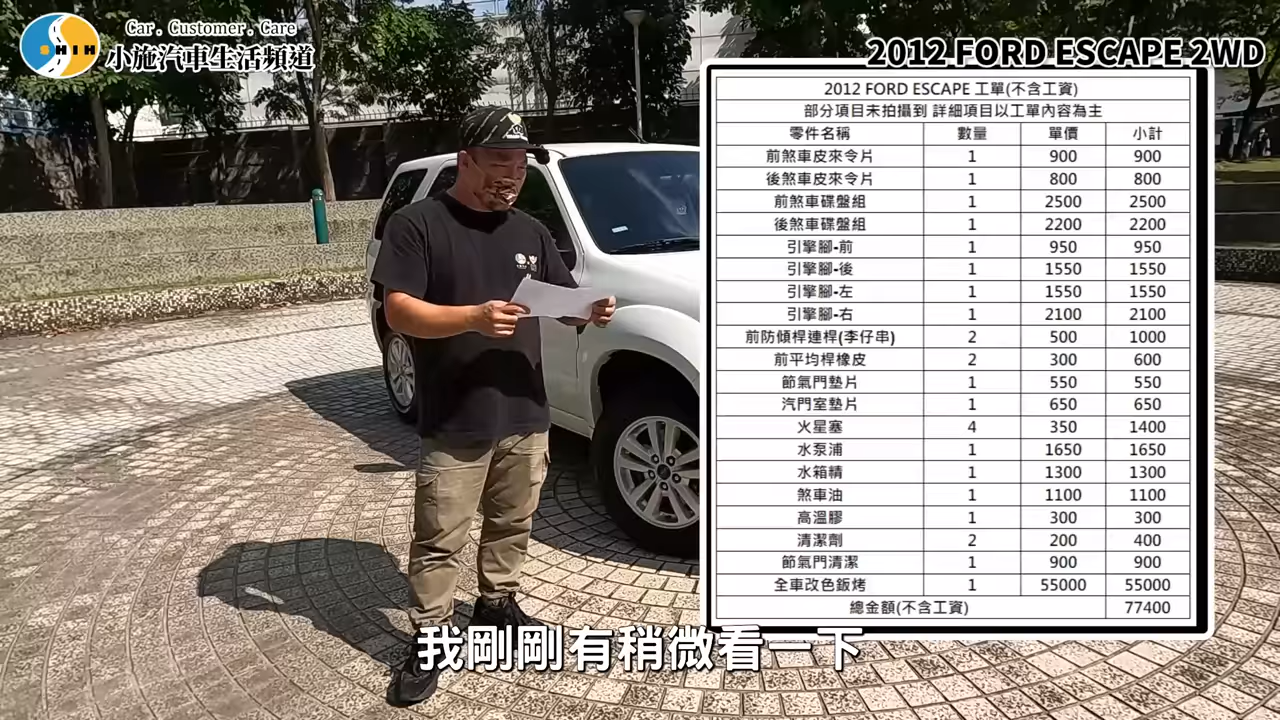 Car. Customer. Care
SHIH
小施汽車生活頻道
2012 FORD ESCAPE 2WD
2012 FORD ESCAPE 工單(不含工資)
部分項目未拍攝到 詳細項目以工單內容為主
零件名稱 數量 單價 小計
前煞車皮來令片 1 900 900
後煞車皮來令片 1 800 800
前煞車碟盤組 1 2500 2500
後煞車碟盤組 1 2200 2200
引擎腳-前 1 950 950
引擎腳-後 1 1550 1550
引擎腳-左 1 1550 1550
引擎腳-右 1 2100 2100
前防傾桿連桿(李仔串) 2 500 1000
前平均桿橡皮 2 300 600
節氣門墊片 1 550 550
汽門室墊片 1 650 650
火星塞 4 350 1400
水泵浦 1 1650 1650
水箱精 1 1300 1300
煞車油 1 1100 1100
高溫膠 1 300 300
清潔劑 2 200 400
節氣門清潔 1 900 900
全車改色鈑烤 1 55000 55000
總金額(不含工資) 77400
我剛剛有稍微看一下